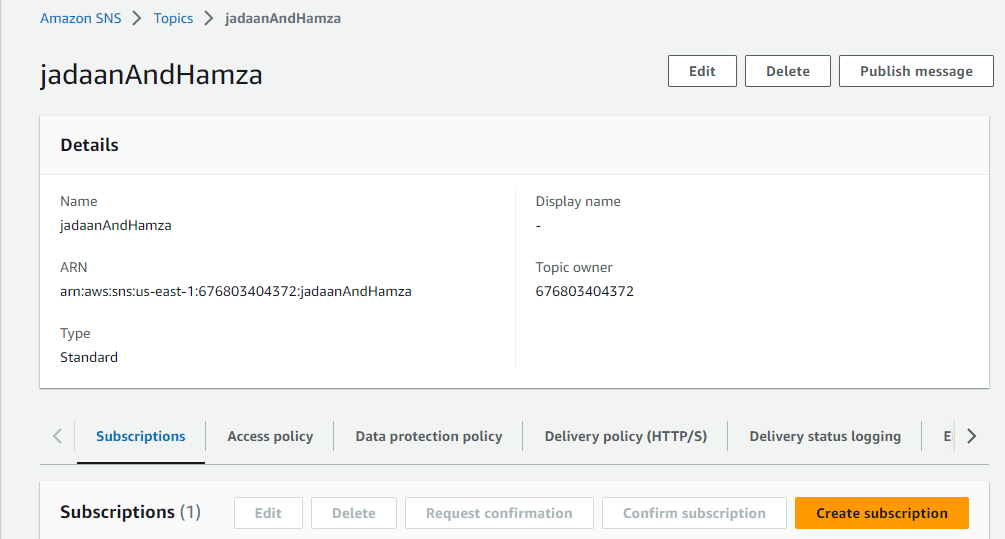 Amazon SNS > Topics > jadaanAndHamza
jadaanAndHamza
Edit
Delete
Publish message
Details
Name
jadaanAndHamza
Display name
-
ARN
arn:aws:sns:us-east-1:676803404372:jadaanAndHamza
Topic owner
676803404372
Type
Standard
Subscriptions
Access policy
Data protection policy
Delivery policy (HTTP/S)
Delivery status logging
Subscriptions (1)
Edit
Delete
Request confirmation
Confirm subscription
Create subscription